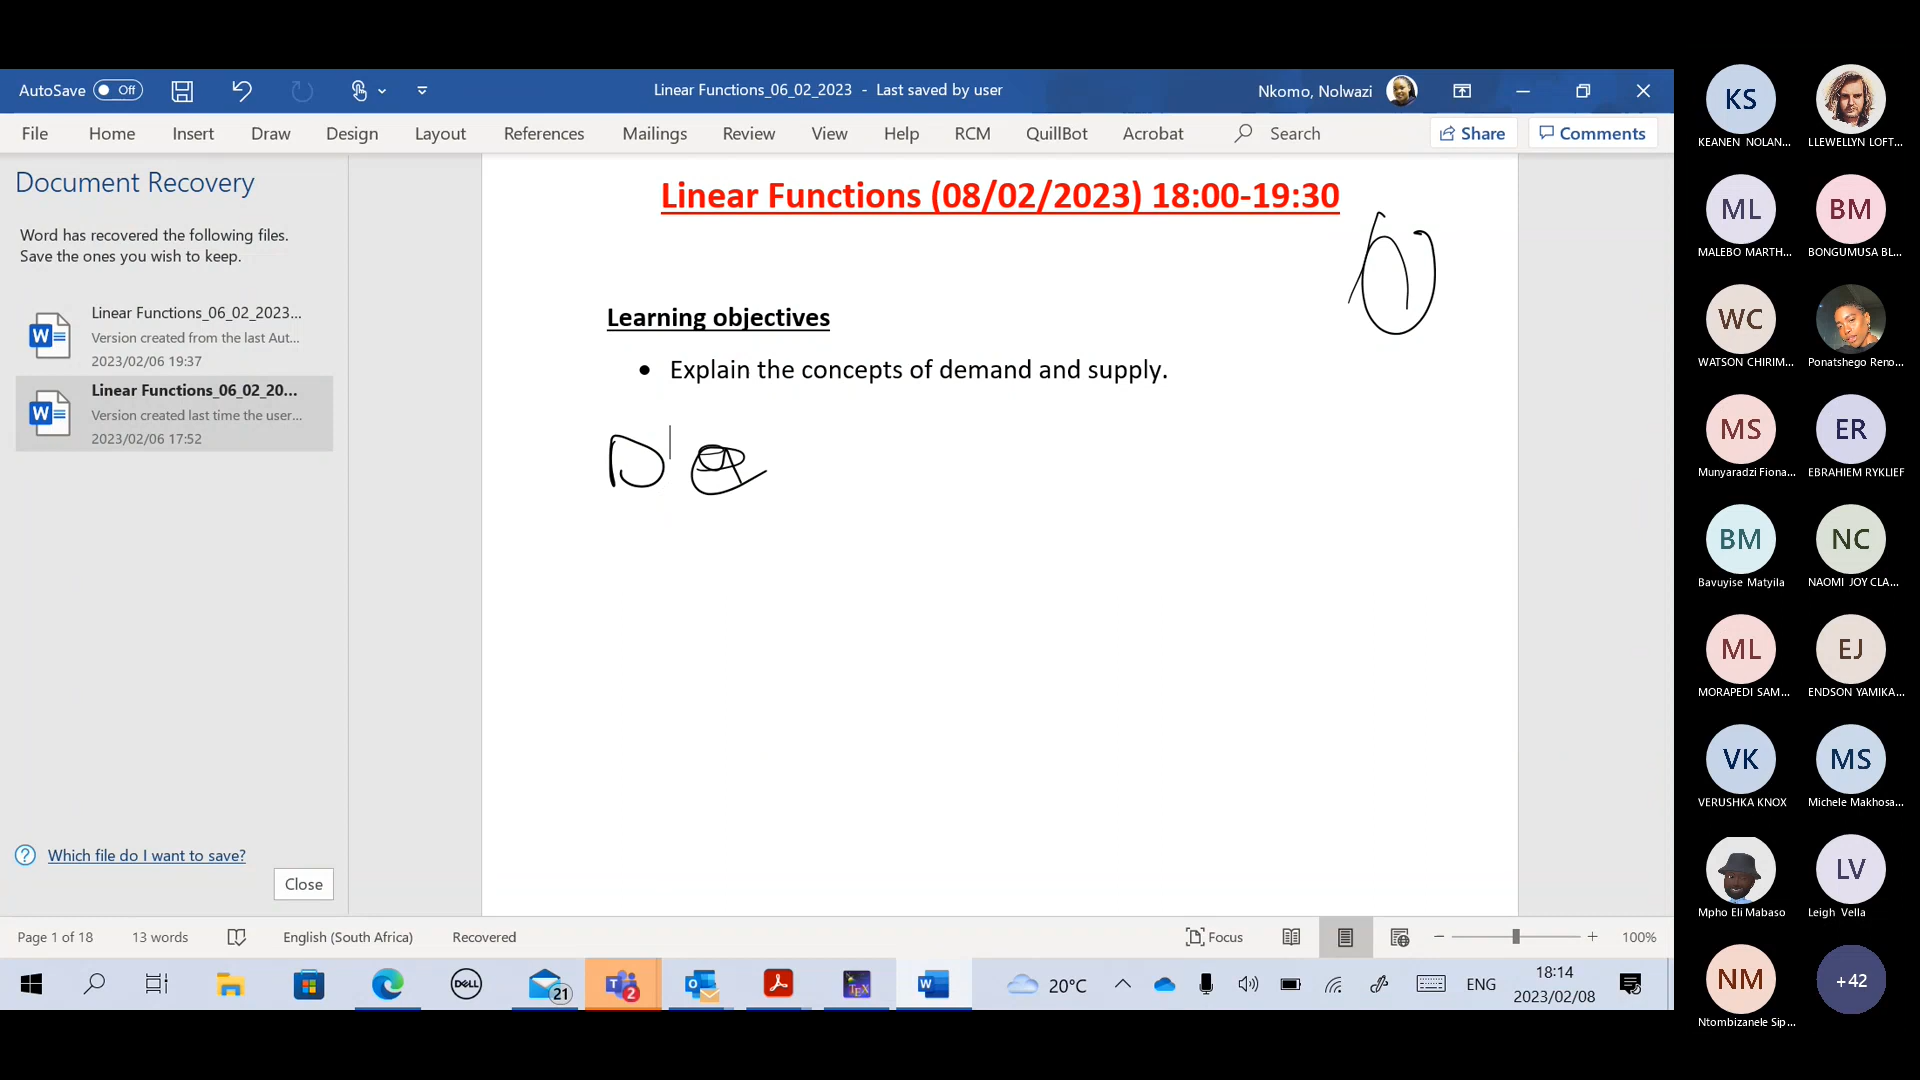 AutoSave Off
Linear Functions_06_02_2023 - Last saved by user
Nkomo, Nolwazi
File Home Insert Draw Design Layout References Mailings Review View Help RCM QuillBot Acrobat Search Share Comments
Document Recovery
Word has recovered the following files.
Save the ones you wish to keep.
Linear Functions_06_02_2023...
Version created from the last Aut...
2023/02/06 19:37
Linear Functions_06_02_20...
Version created last time the user...
2023/02/06 17:52
Which file do I want to save?
Close
Linear Functions (08/02/2023) 18:00-19:30
Learning objectives
• Explain the concepts of demand and supply.
Page 1 of 18 13 words English (South Africa) Recovered Focus 100%
DELL 21 2 20°C ENG
18:14
2023/02/08
KS
KEANEN NOLAN...
LLEWELLYN LOFT...
ML BM
MALEBO MARTH... BONGUMUSA BL...
WC
WATSON CHIRIM... Ponatshego Reno...
MS ER
Munyaradzi Fiona... EBRAHIEM RYKLIEF
BM NC
Bavuyise Matyila NAOMI JOY CLA...
ML EJ
MORAPEDI SAM... ENDSON YAMIKA...
VK MS
VERUSHKA KNOX Michele Makhosa...
LV
Mpho Eli Mabaso Leigh Vella
NM +42
Ntombizanele Sip...